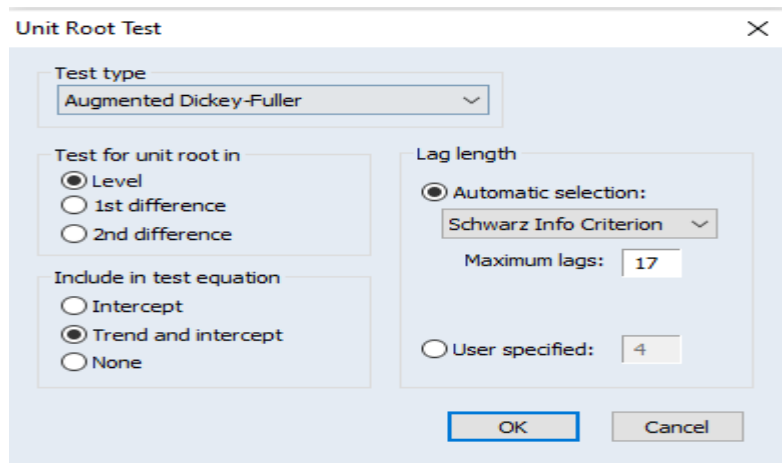 Unit Root Test
Test type
Augmented Dickey-Fuller
Test for unit root in
Level
1st difference
2nd difference
Include in test equation
Intercept
Trend and intercept
None
Lag length
Automatic selection:
Schwarz Info Criterion
Maximum lags: 17
User specified: 4
OK Cancel